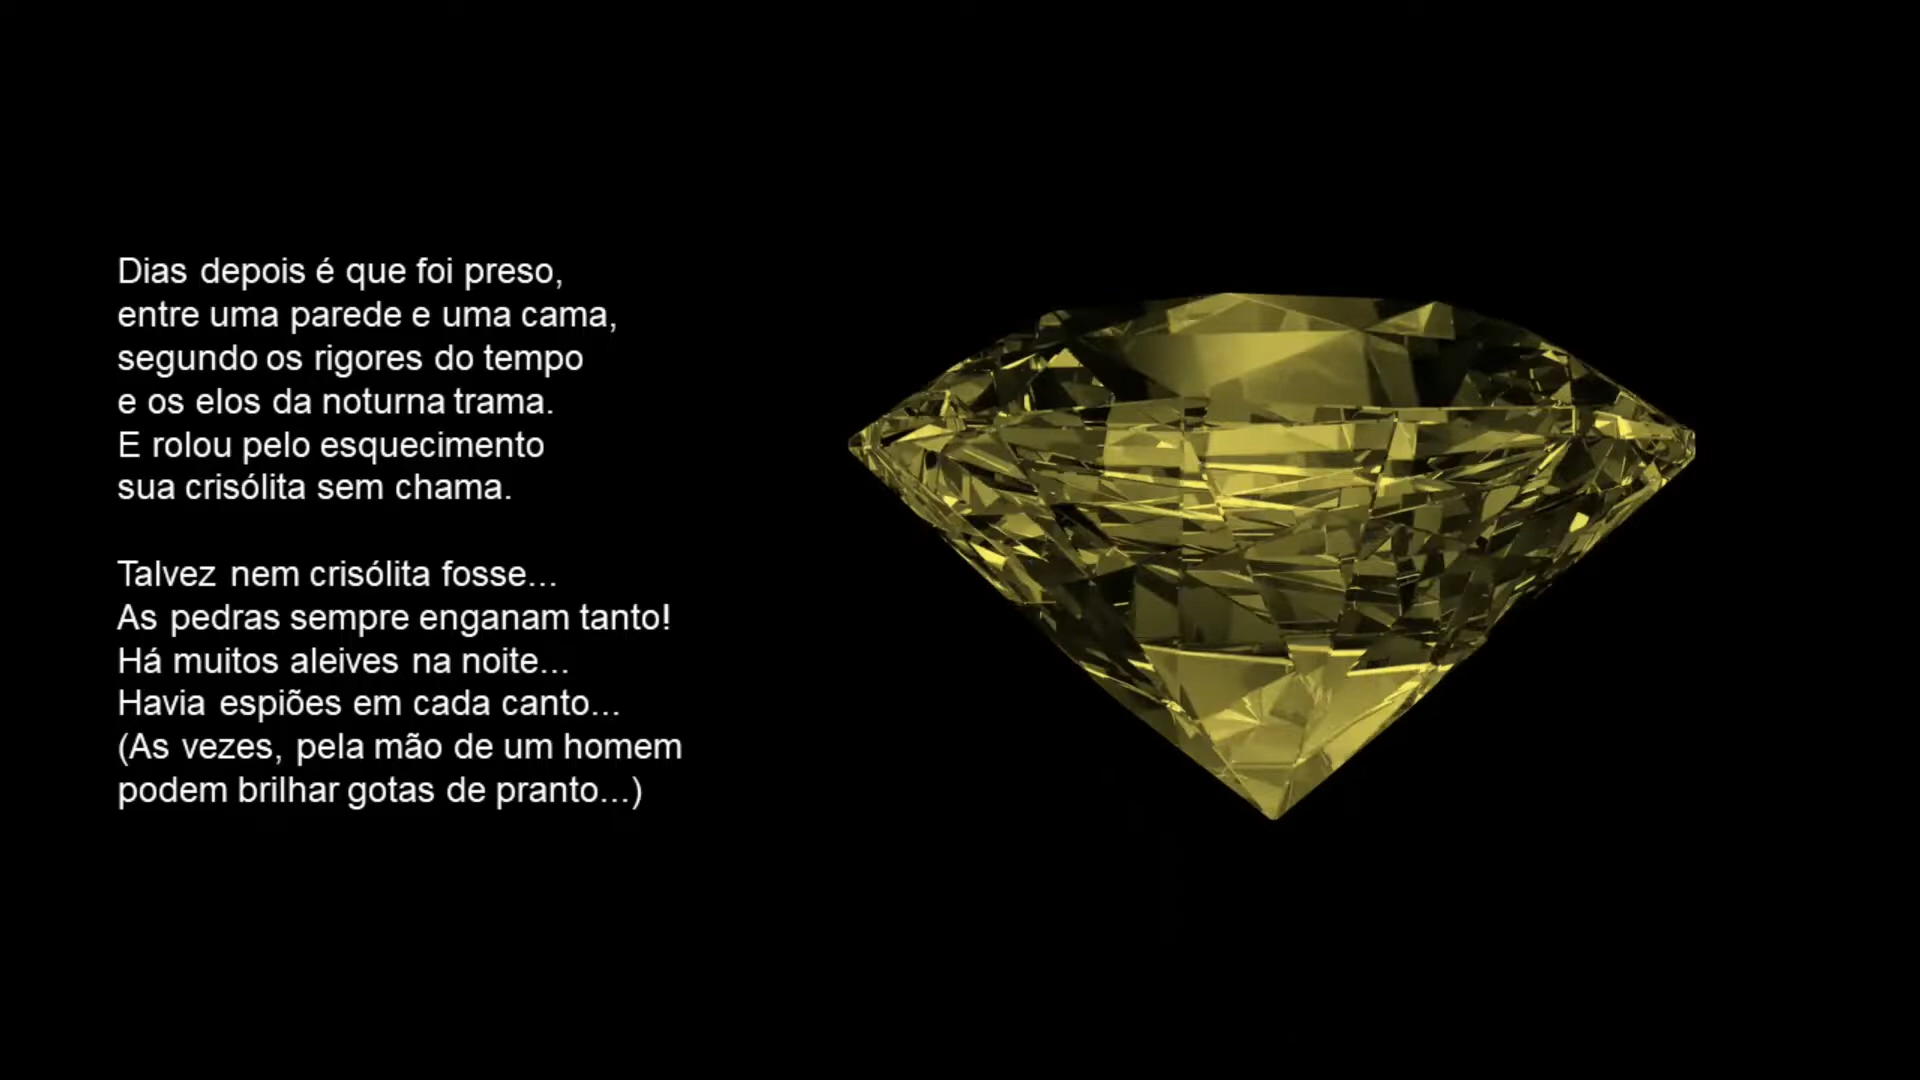 Dias depois é que foi preso,
entre uma parede e uma cama,
segundo os rigores do tempo
e os elos da noturna trama.
E rolou pelo esquecimento
sua crisólita sem chama.
Talvez nem crisólita fosse...
As pedras sempre enganam tanto!
Há muitos aleives na noite...
Havia espiões em cada canto...
(As vezes, pela mão de um homem
podem brilhar gotas de pranto...)